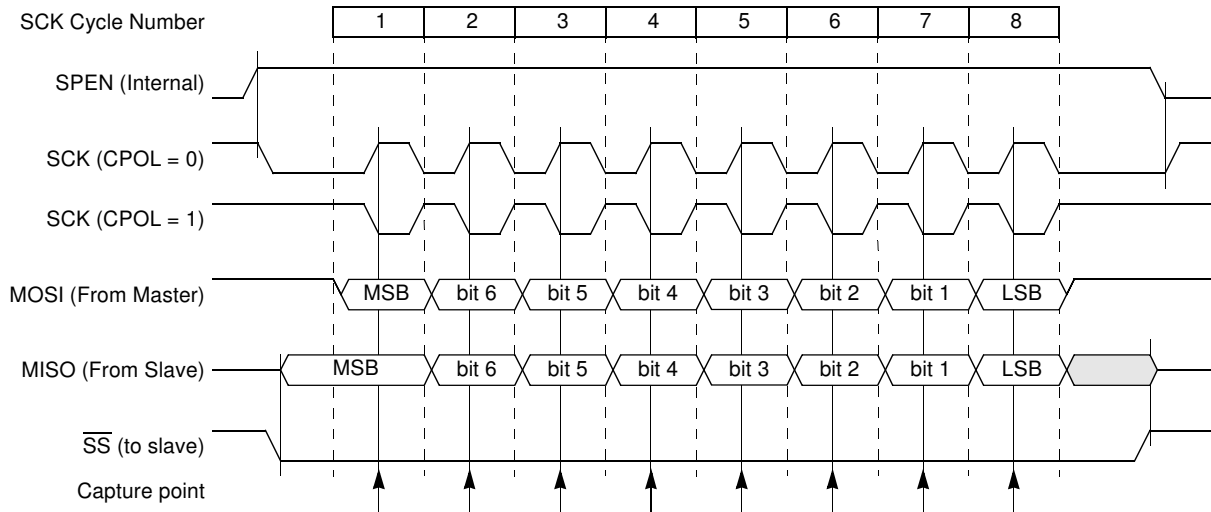 SCK Cycle Number 1 2 3 4 5 6 7 8
SPEN (Internal)
SCK (CPOL = 0)
SCK (CPOL = 1)
MOSI (From Master) MSB bit 6 bit 5 bit 4 bit 3 bit 2 bit 1 LSB
MISO (From Slave) MSB bit 6 bit 5 bit 4 bit 3 bit 2 bit 1 LSB
S̅S̅ (to slave)
Capture point